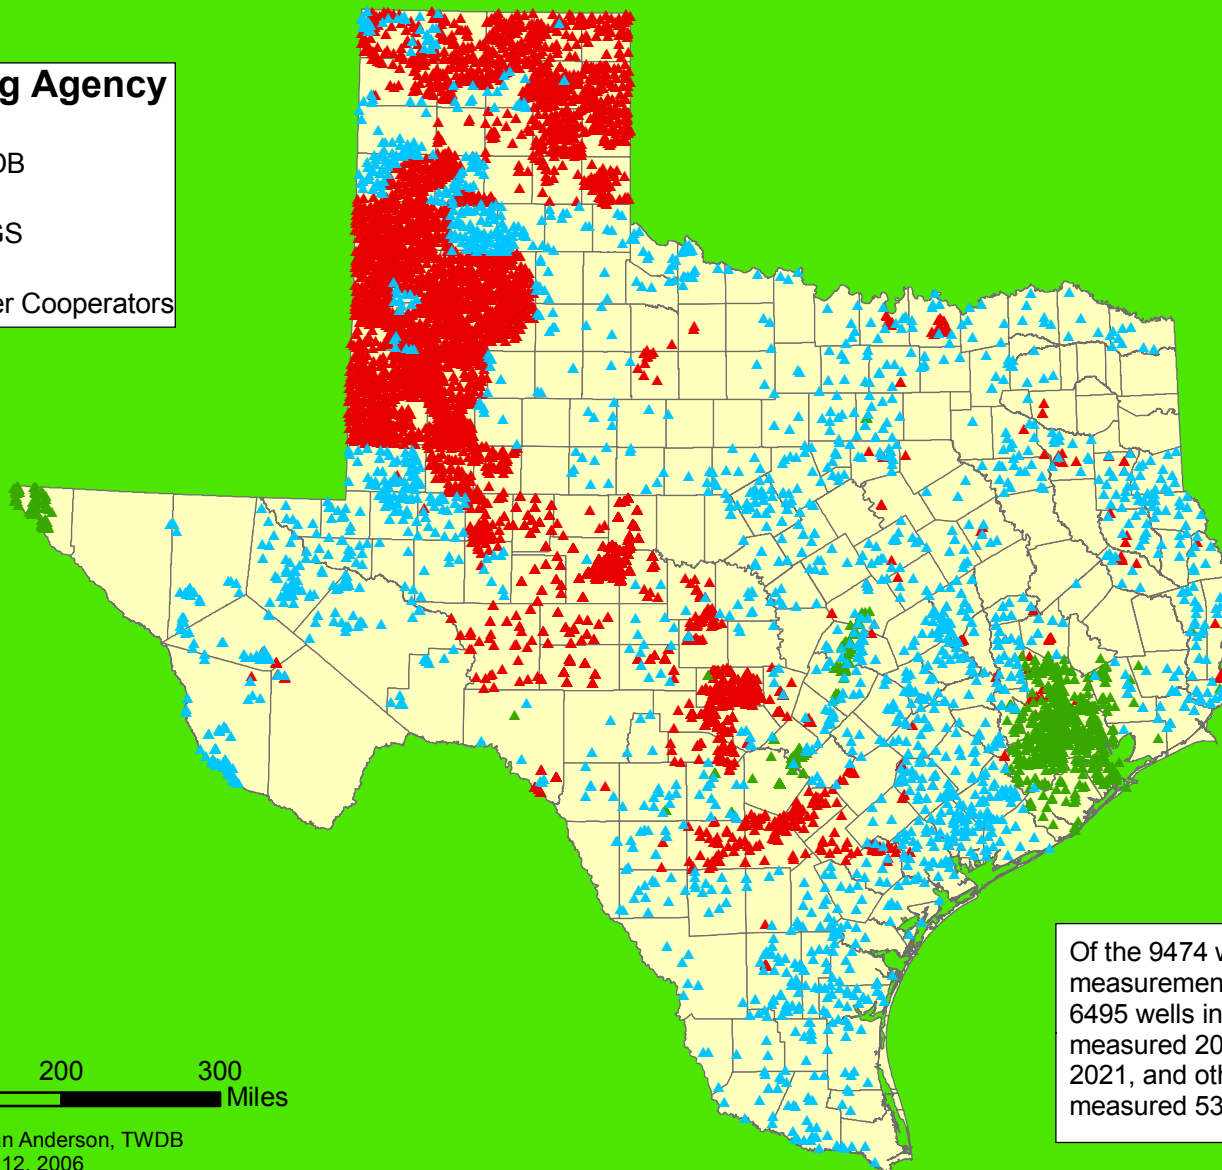 g Agency
DB
GS
er Cooperators
Of the 9474 w
measuremen
6495 wells in
measured 20
2021, and oth
measured 53
200 300
Miles
an Anderson, TWDB
12, 2006